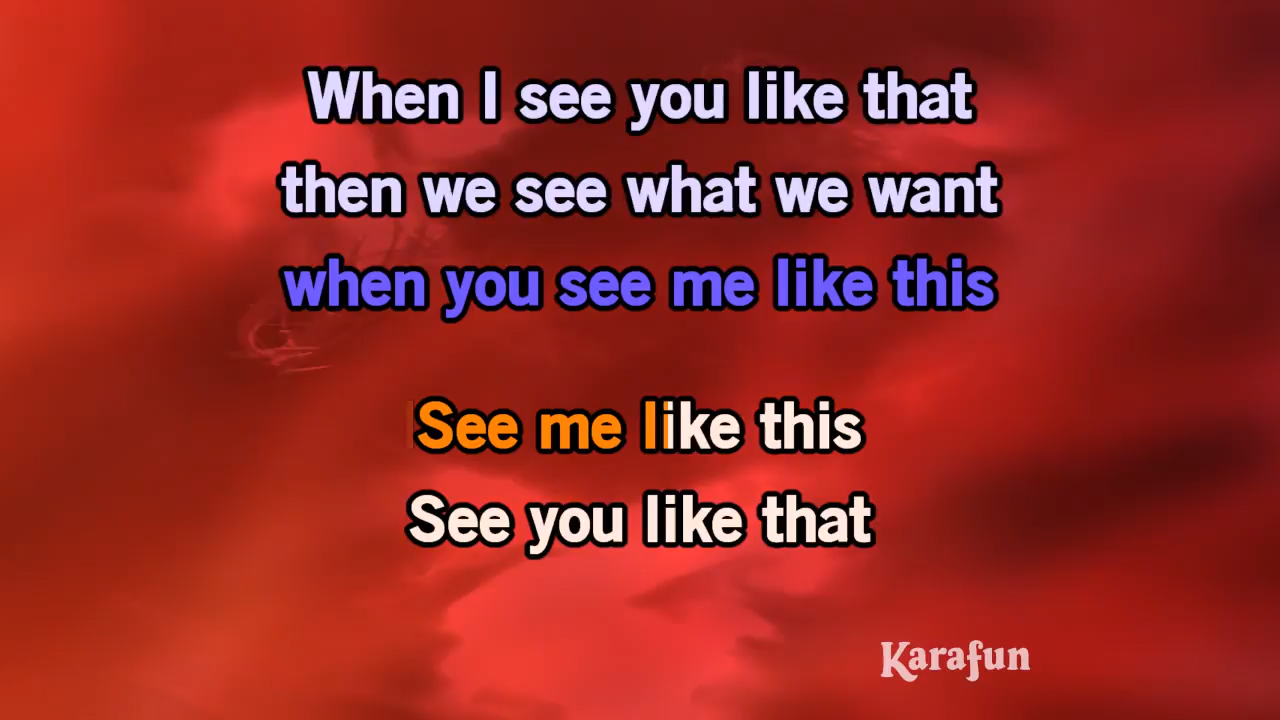 When I see you like that
then we see what we want
when you see me like this
See me like this
See you like that
Karafun